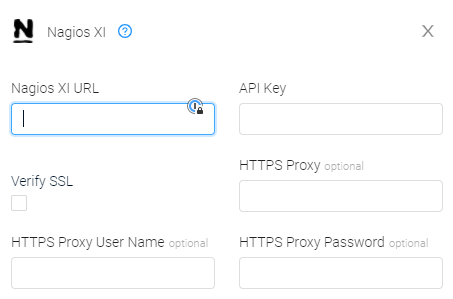 N Nagios XI ?
Nagios XI URL
API Key
HTTPS Proxy optional
Verify SSL
HTTPS Proxy User Name optional
HTTPS Proxy Password optional